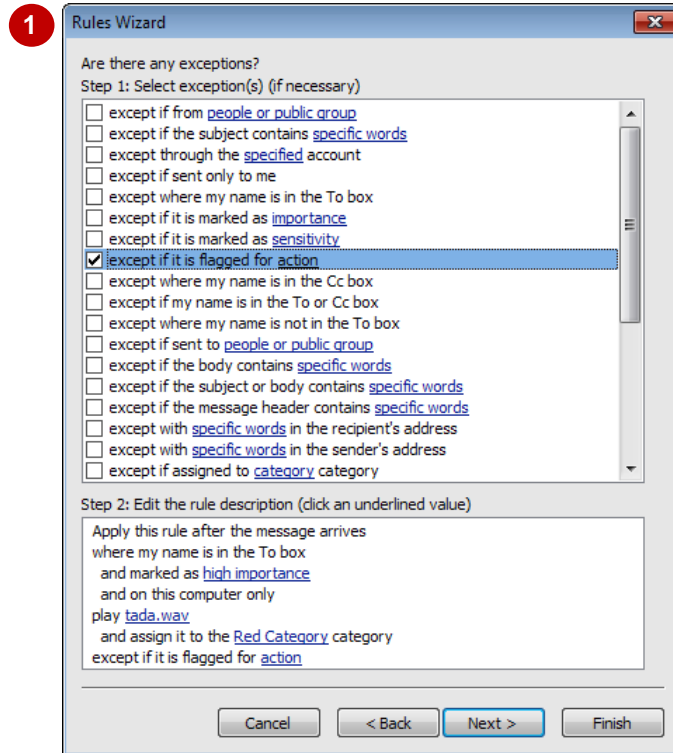 1
Rules Wizard
Are there any exceptions?
Step 1: Select exception(s) (if necessary)
except if from people or public group
except if the subject contains specific words
except through the specified account
except if sent only to me
except where my name is in the To box
except if it is marked as importance
except if it is marked as sensitivity
except if it is flagged for action
except where my name is in the Cc box
except if my name is in the To or Cc box
except where my name is not in the To box
except if sent to people or public group
except if the body contains specific words
except if the subject or body contains specific words
except if the message header contains specific words
except with specific words in the recipient's address
except with specific words in the sender's address
except if assigned to category category
Step 2: Edit the rule description (click an underlined value)
Apply this rule after the message arrives
where my name is in the To box
and marked as high importance
and on this computer only
play tada.wav
and assign it to the Red Category category
except if it is flagged for action
Cancel < Back Next > Finish